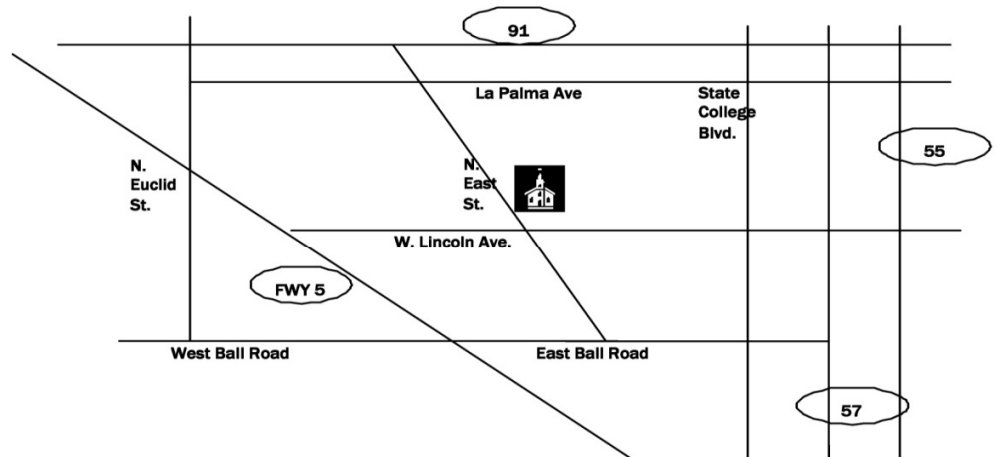 91
La Palma Ave
State
College
Blvd.
55
N.
Euclid
St.
N.
East
St.
W. Lincoln Ave.
FWY 5
West Ball Road
East Ball Road
57